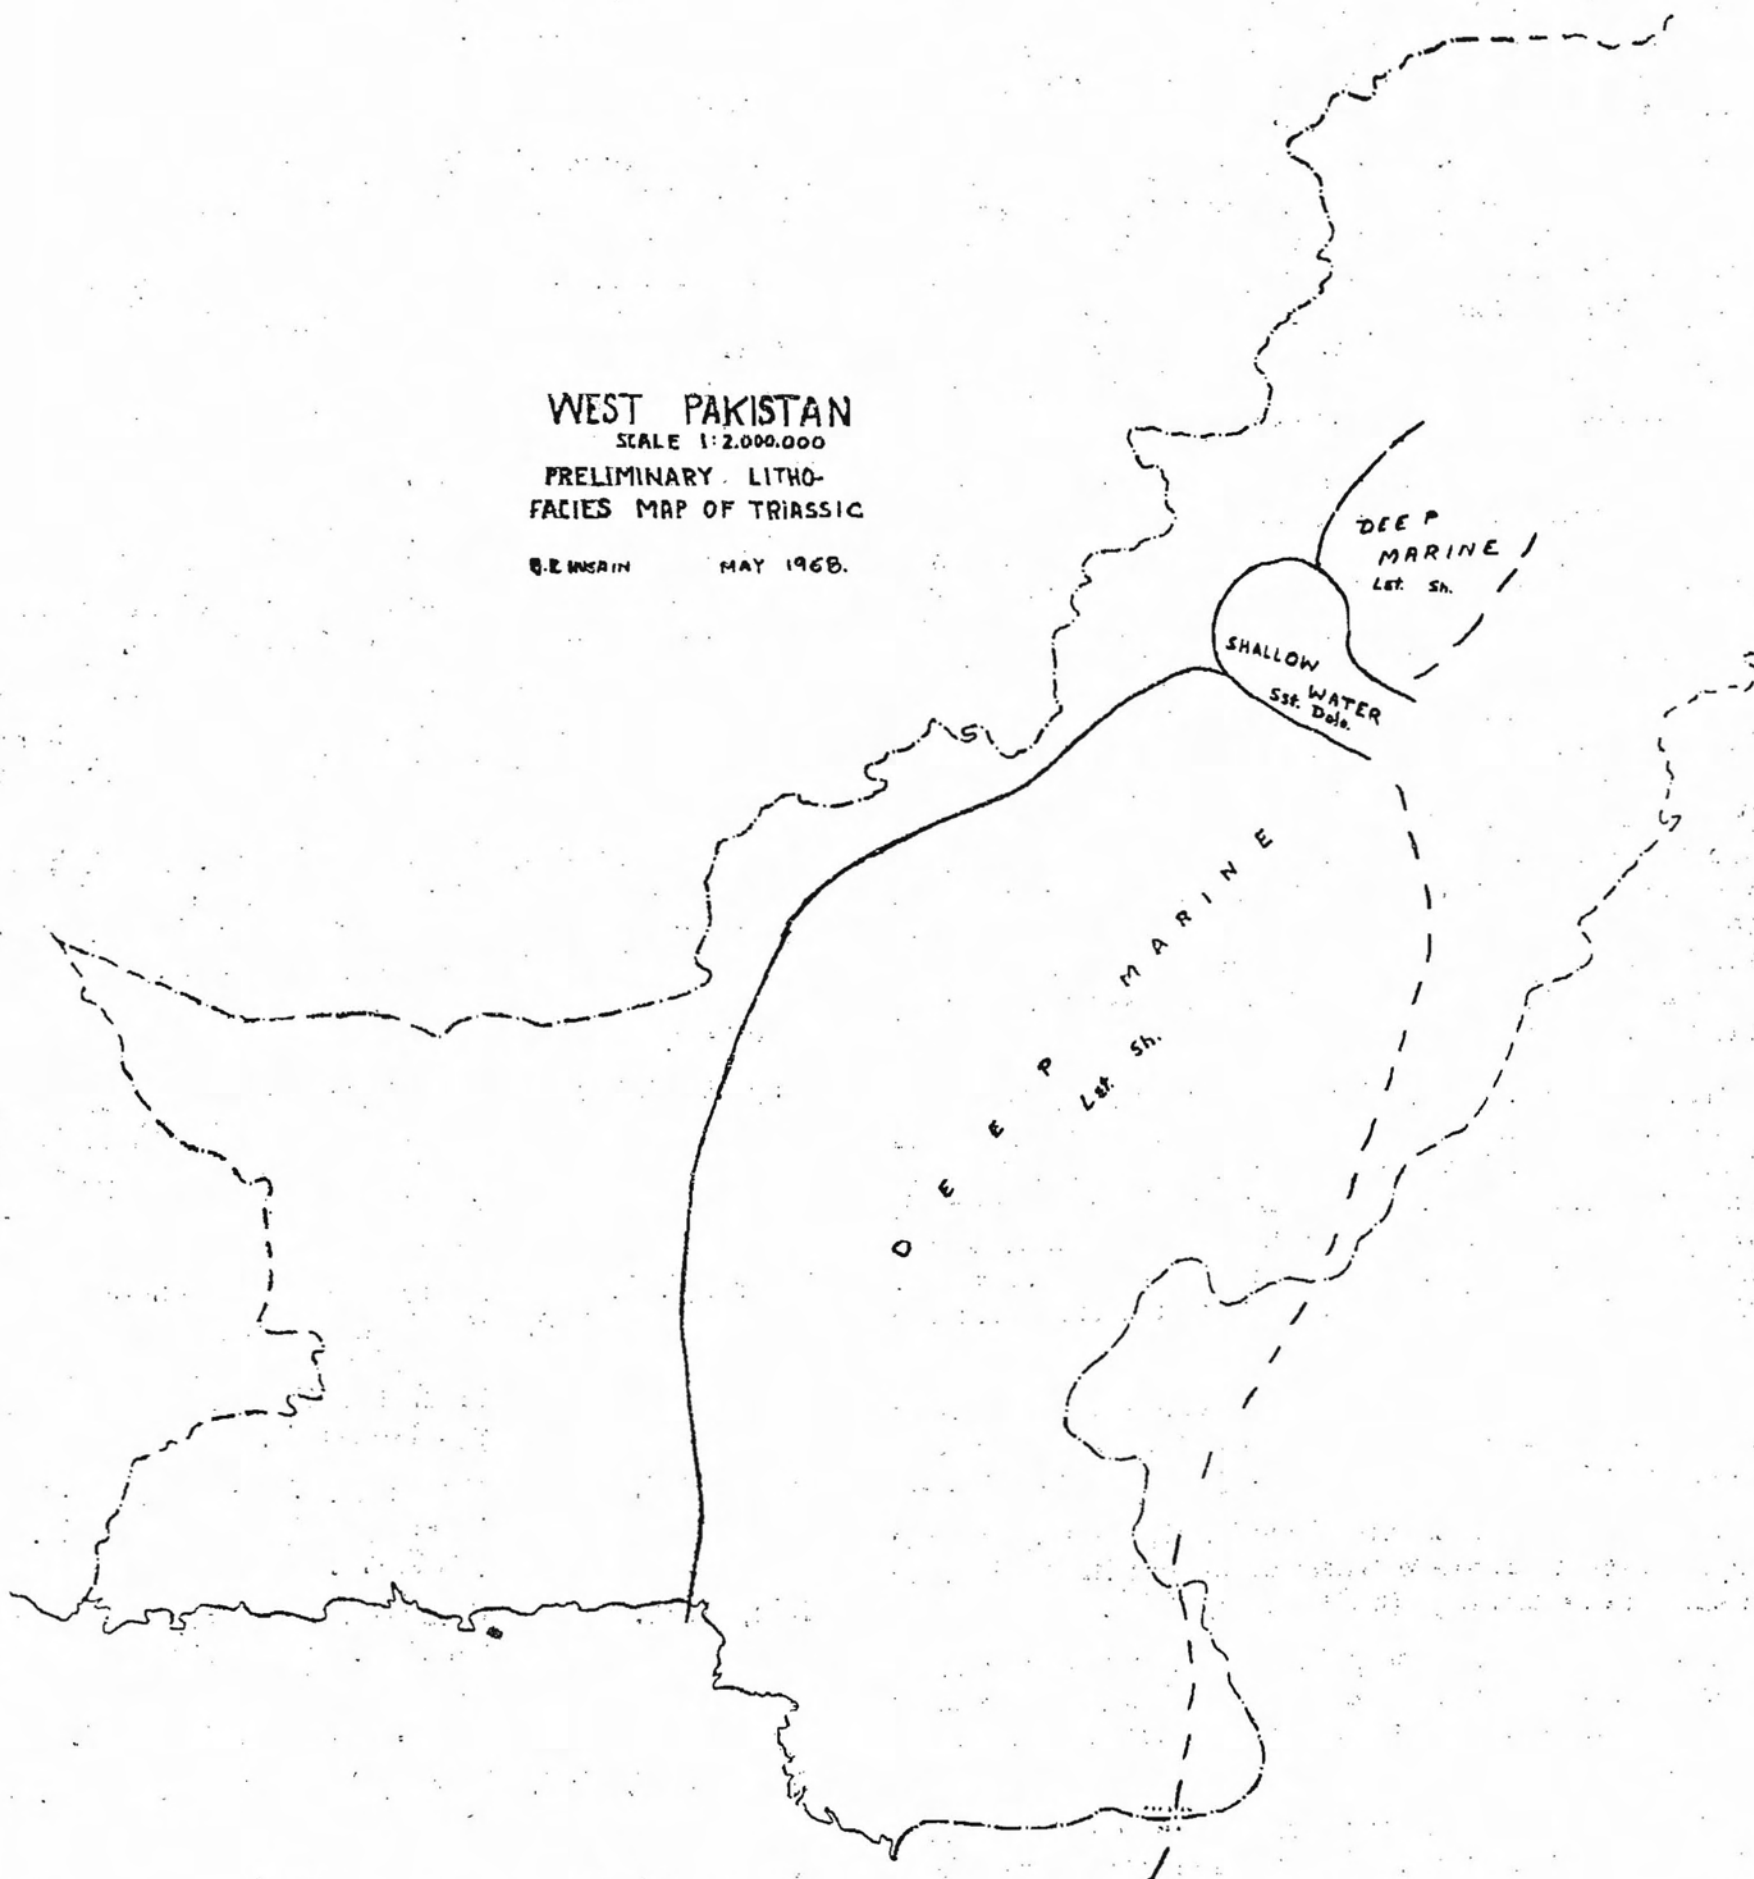 WEST PAKISTAN
SCALE 1:2.000.000
PRELIMINARY LITHO-
FACIES MAP OF TRIASSIC
MAY 1968.
DEEP
MARINE
Lst. Sh.
SHALLOW
WATER
Sst. Dolo.
DEEP MARINE
Lst. Sh.